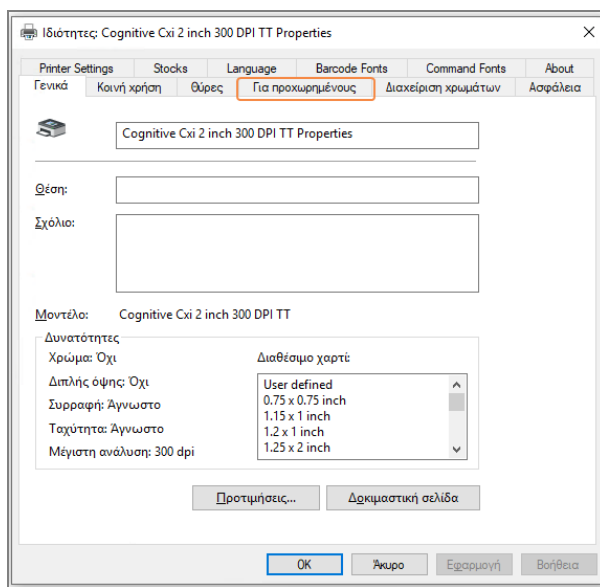 Ιδιότητες: Cognitive Cxi 2 inch 300 DPI TT Properties
Printer Settings Stocks Language Barcode Fonts Command Fonts About
Γενικά Κοινή χρήση Θύρες Για προχωρημένους Διαχείριση χρωμάτων Ασφάλεια
Cognitive Cxi 2 inch 300 DPI TT Properties
Θέση:
Σχόλιο:
Μοντέλο: Cognitive Cxi 2 inch 300 DPI TT
Δυνατότητες
Χρώμα: Όχι
Διπλής όψης: Όχι
Συρραφή: Άγνωστο
Ταχύτητα: Άγνωστο
Μέγιστη ανάλυση: 300 dpi
Διαθέσιμο χαρτί:
User defined
0.75 x 0.75 inch
1.15 x 1 inch
1.2 x 1 inch
1.25 x 2 inch
Προτιμήσεις... Δοκιμαστική σελίδα
OK Άκυρο Εφαρμογή Βοήθεια